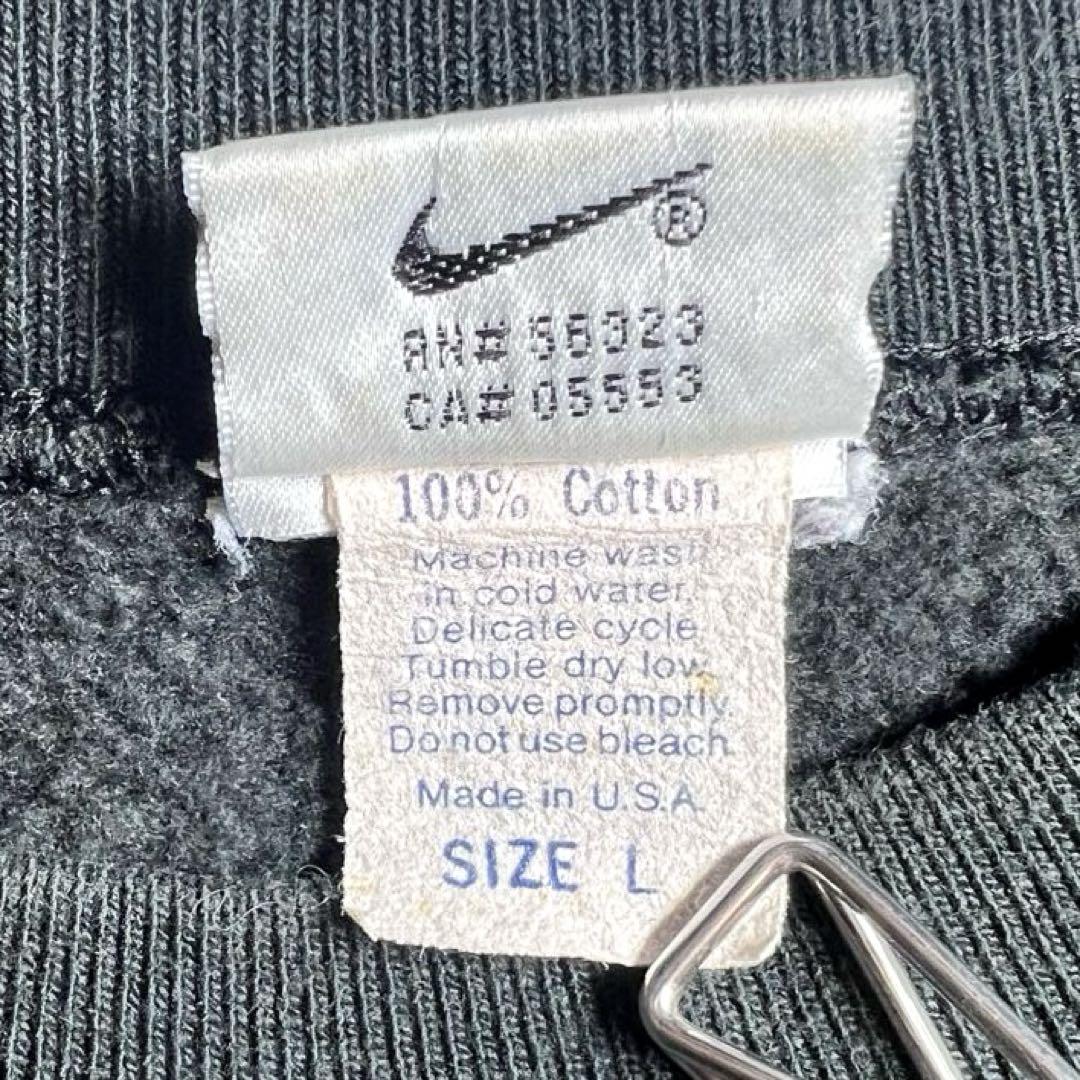 ®
RN# 56323
CA# 05553
100% Cotton
Machine wash
in cold water.
Delicate cycle
Tumble dry low.
Remove promptly.
Do not use bleach
Made in U.S.A.
SIZE L